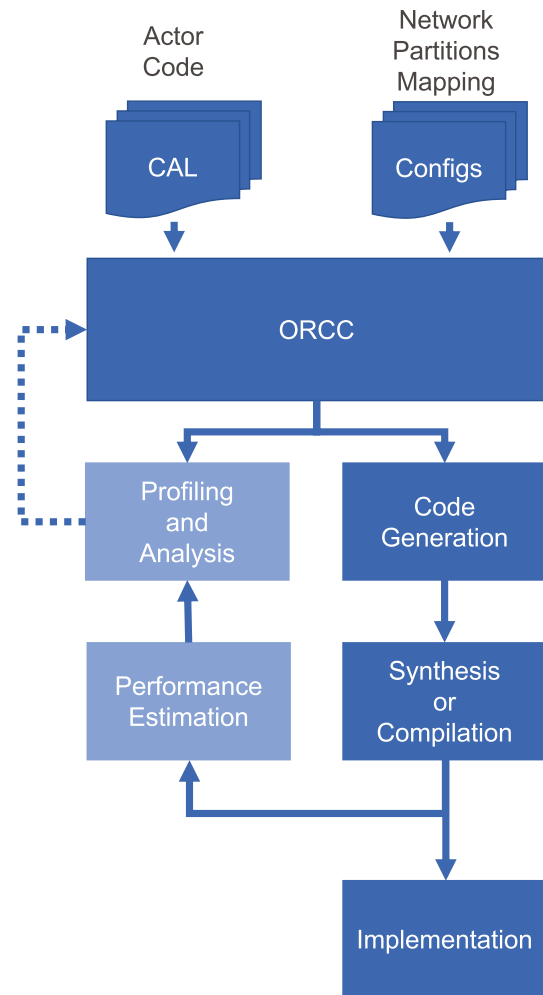 Actor
Code
Network
Partitions
Mapping
CAL
Configs
ORCC
Profiling
and
Analysis
Code
Generation
Performance
Estimation
Synthesis
or
Compilation
Implementation